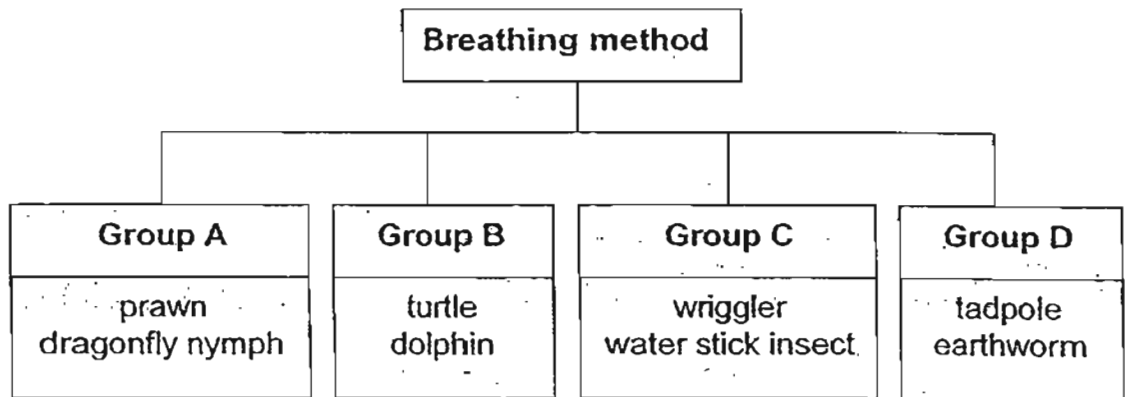 Breathing method
Group A
prawn
dragonfly nymph
Group B
turtle
dolphin
Group C
wriggler
water stick insect
Group D
tadpole
earthworm